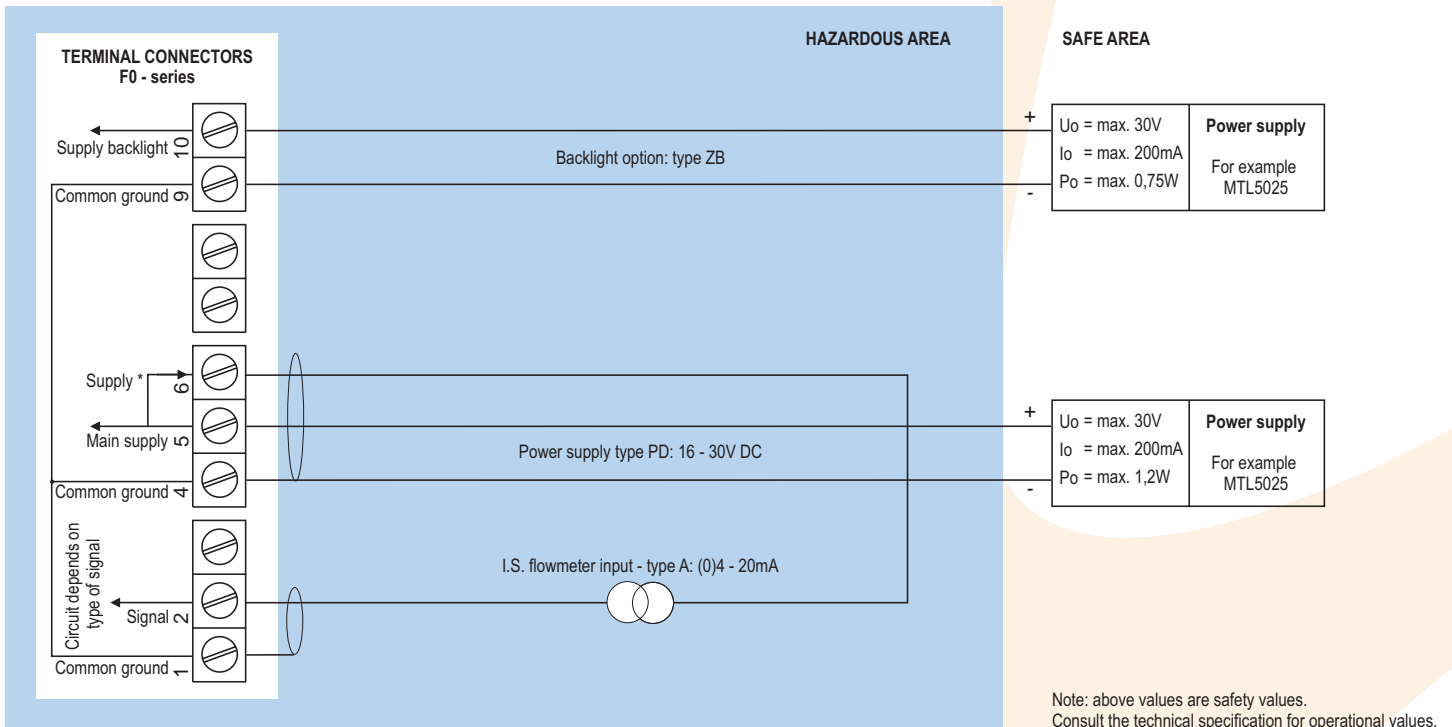 HAZARDOUS AREA
SAFE AREA
TERMINAL CONNECTORS
F0 - series
Supply backlight 10
Common ground 9
Backlight option: type ZB
+
-
Uo = max. 30V
Io = max. 200mA
Po = max. 0,75W
Power supply
For example
MTL5025
Supply * 6
Main supply 5
Common ground 4
Power supply type PD: 16 - 30V DC
+
-
Uo = max. 30V
Io = max. 200mA
Po = max. 1,2W
Power supply
For example
MTL5025
Circuit depends on
type of signal
Signal 2
Common ground 1
I.S. flowmeter input - type A: (0)4 - 20mA
Note: above values are safety values.
Consult the technical specification for operational values.